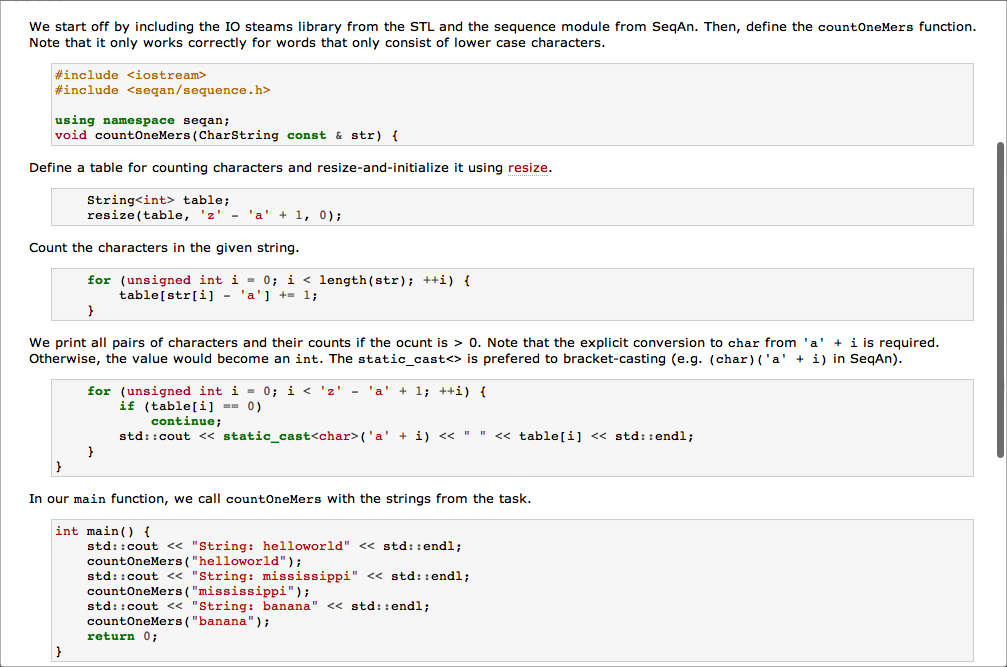 We start off by including the IO steams library from the STL and the sequence module from SeqAn. Then, define the countOneMers function.
Note that it only works correctly for words that only consist of lower case characters.
#include <iostream>
#include <seqan/sequence.h>
using namespace seqan;
void countOneMers(CharString const & str) {
Define a table for counting characters and resize-and-initialize it using resize.
String<int> table;
resize(table, 'z' - 'a' + 1, 0);
Count the characters in the given string.
for (unsigned int i = 0; i < length(str); ++i) {
table[str[i] - 'a'] += 1;
}
We print all pairs of characters and their counts if the ocunt is > 0. Note that the explicit conversion to char from 'a' + i is required.
Otherwise, the value would become an int. The static_cast<> is prefered to bracket-casting (e.g. (char)('a' + i) in SeqAn).
for (unsigned int i = 0; i < 'z' - 'a' + 1; ++i) {
if (table[i] == 0)
continue;
std::cout << static_cast<char>('a' + i) << " " << table[i] << std::endl;
}
}
In our main function, we call countOneMers with the strings from the task.
int main() {
std::cout << "String: helloworld" << std::endl;
countOneMers("helloworld");
std::cout << "String: mississippi" << std::endl;
countOneMers("mississippi");
std::cout << "String: banana" << std::endl;
countOneMers("banana");
return 0;
}